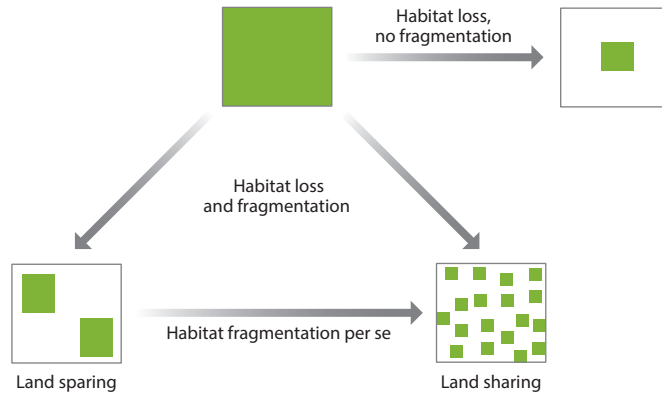 Habitat loss,
no fragmentation
Habitat loss
and fragmentation
Habitat fragmentation per se
Land sparing
Land sharing